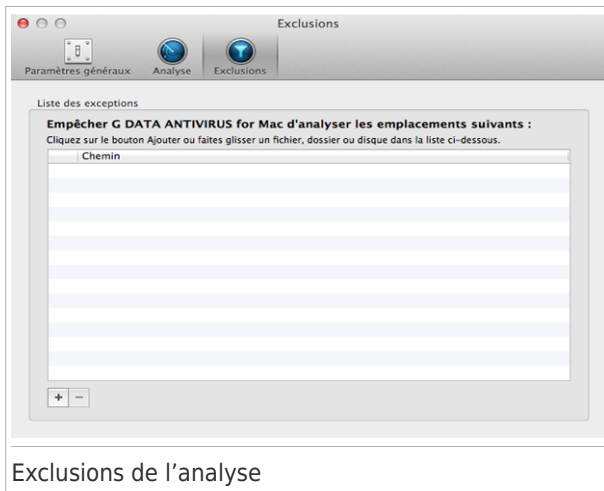 Exclusions
Paramètres généraux Analyse Exclusions
Liste des exceptions
Empêcher G DATA ANTIVIRUS for Mac d'analyser les emplacements suivants :
Cliquez sur le bouton Ajouter ou faites glisser un fichier, dossier ou disque dans la liste ci-dessous.
Chemin
+ −
Exclusions de l’analyse